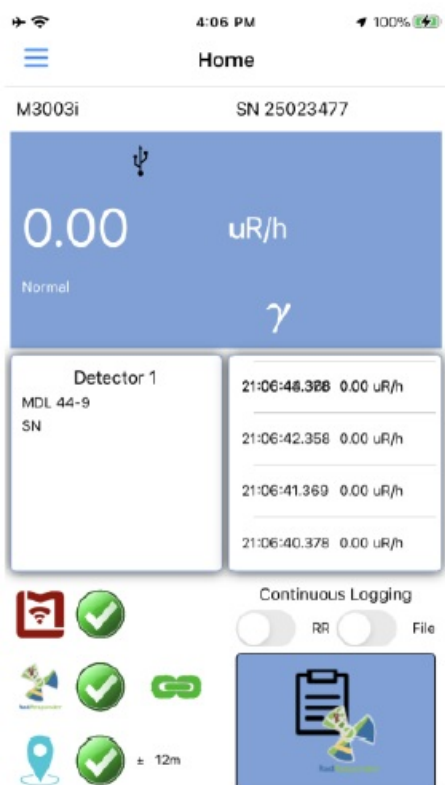 4:06 PM
100%
Home
M3003i
SN 25023477
0.00
uR/h
Normal
γ
Detector 1
MDL 44-9
SN
0.00 uR/h
21:06:42.358 0.00 uR/h
21:06:41.369 0.00 uR/h
21:06:40.378 0.00 uR/h
Continuous Logging
RR
File
± 12m